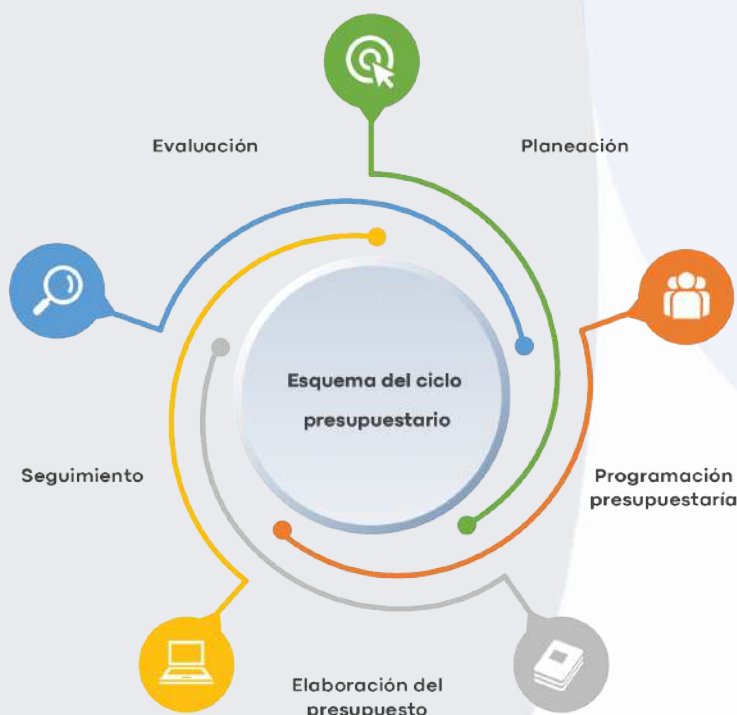 Evaluación
Planeación
Esquema del ciclo
presupuestario
Seguimiento
Programación
presupuestaría
Elaboración del
presupuesto